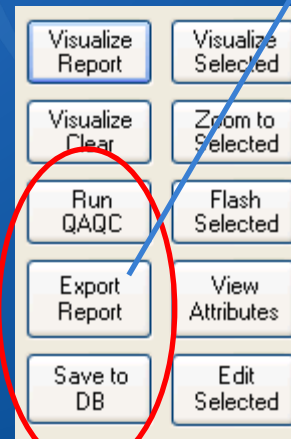 Visualize
Report
Visualize
Selected
Visualize
Clear
Zoom to
Selected
Run
QAQC
Flash
Selected
Export
Report
View
Attributes
Save to
DB
Edit
Selected